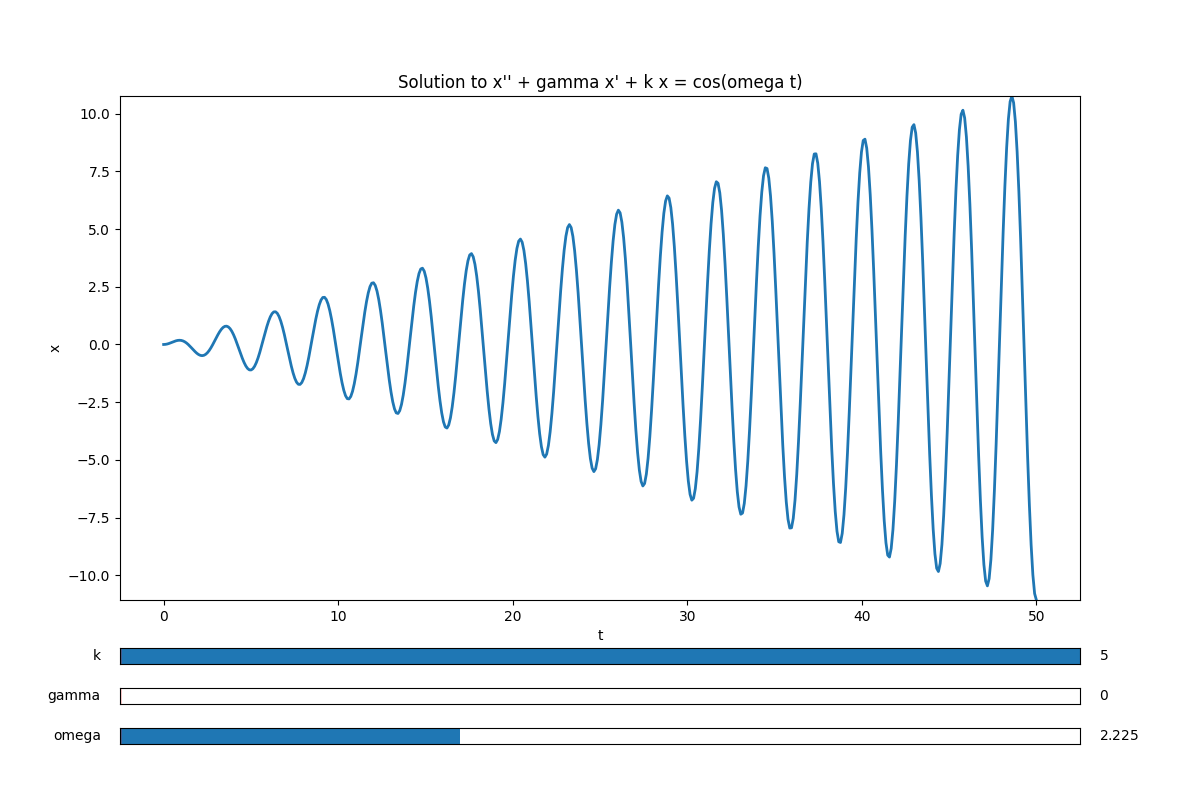 Solution to x'' + gamma x' + k x = cos(omega t)
10.0
7.5
5.0
2.5
0.0
−2.5
−5.0
−7.5
−10.0
x
0 10 20 30 40 50
t
k 5
gamma 0
omega 2.225